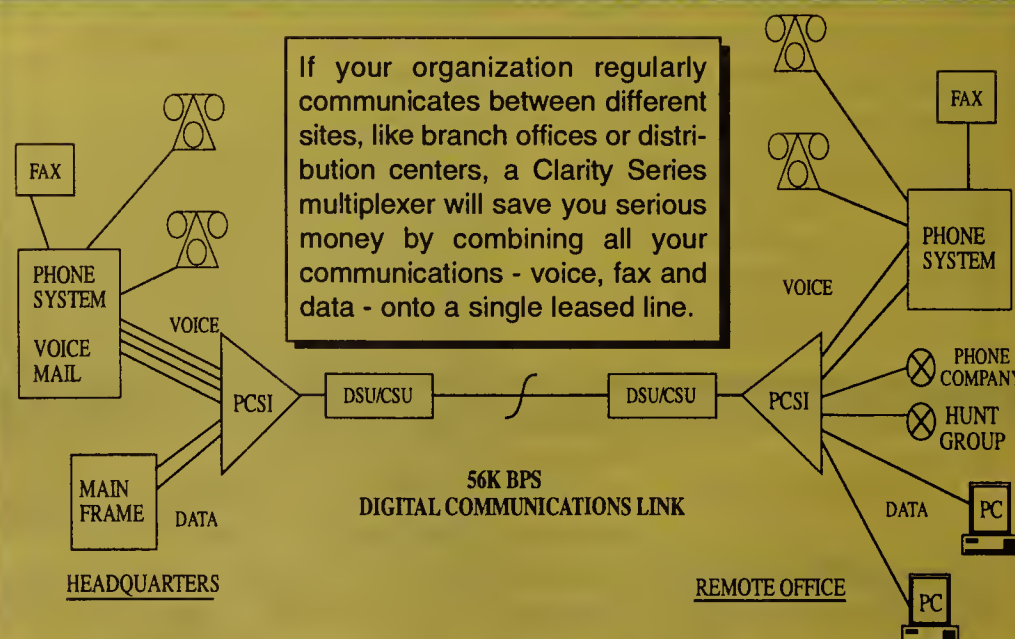 If your organization regularly
communicates between different
sites, like branch offices or distri-
bution centers, a Clarity Series
multiplexer will save you serious
money by combining all your
communications - voice, fax and
data - onto a single leased line.
FAX
PHONE
SYSTEM
VOICE
MAIL
VOICE
PCSI
DSU/CSU
MAIN
FRAME
DATA
HEADQUARTERS
56K BPS
DIGITAL COMMUNICATIONS LINK
DSU/CSU
PCSI
VOICE
FAX
PHONE
SYSTEM
PHONE
COMPANY
HUNT
GROUP
DATA
PC
PC
REMOTE OFFICE